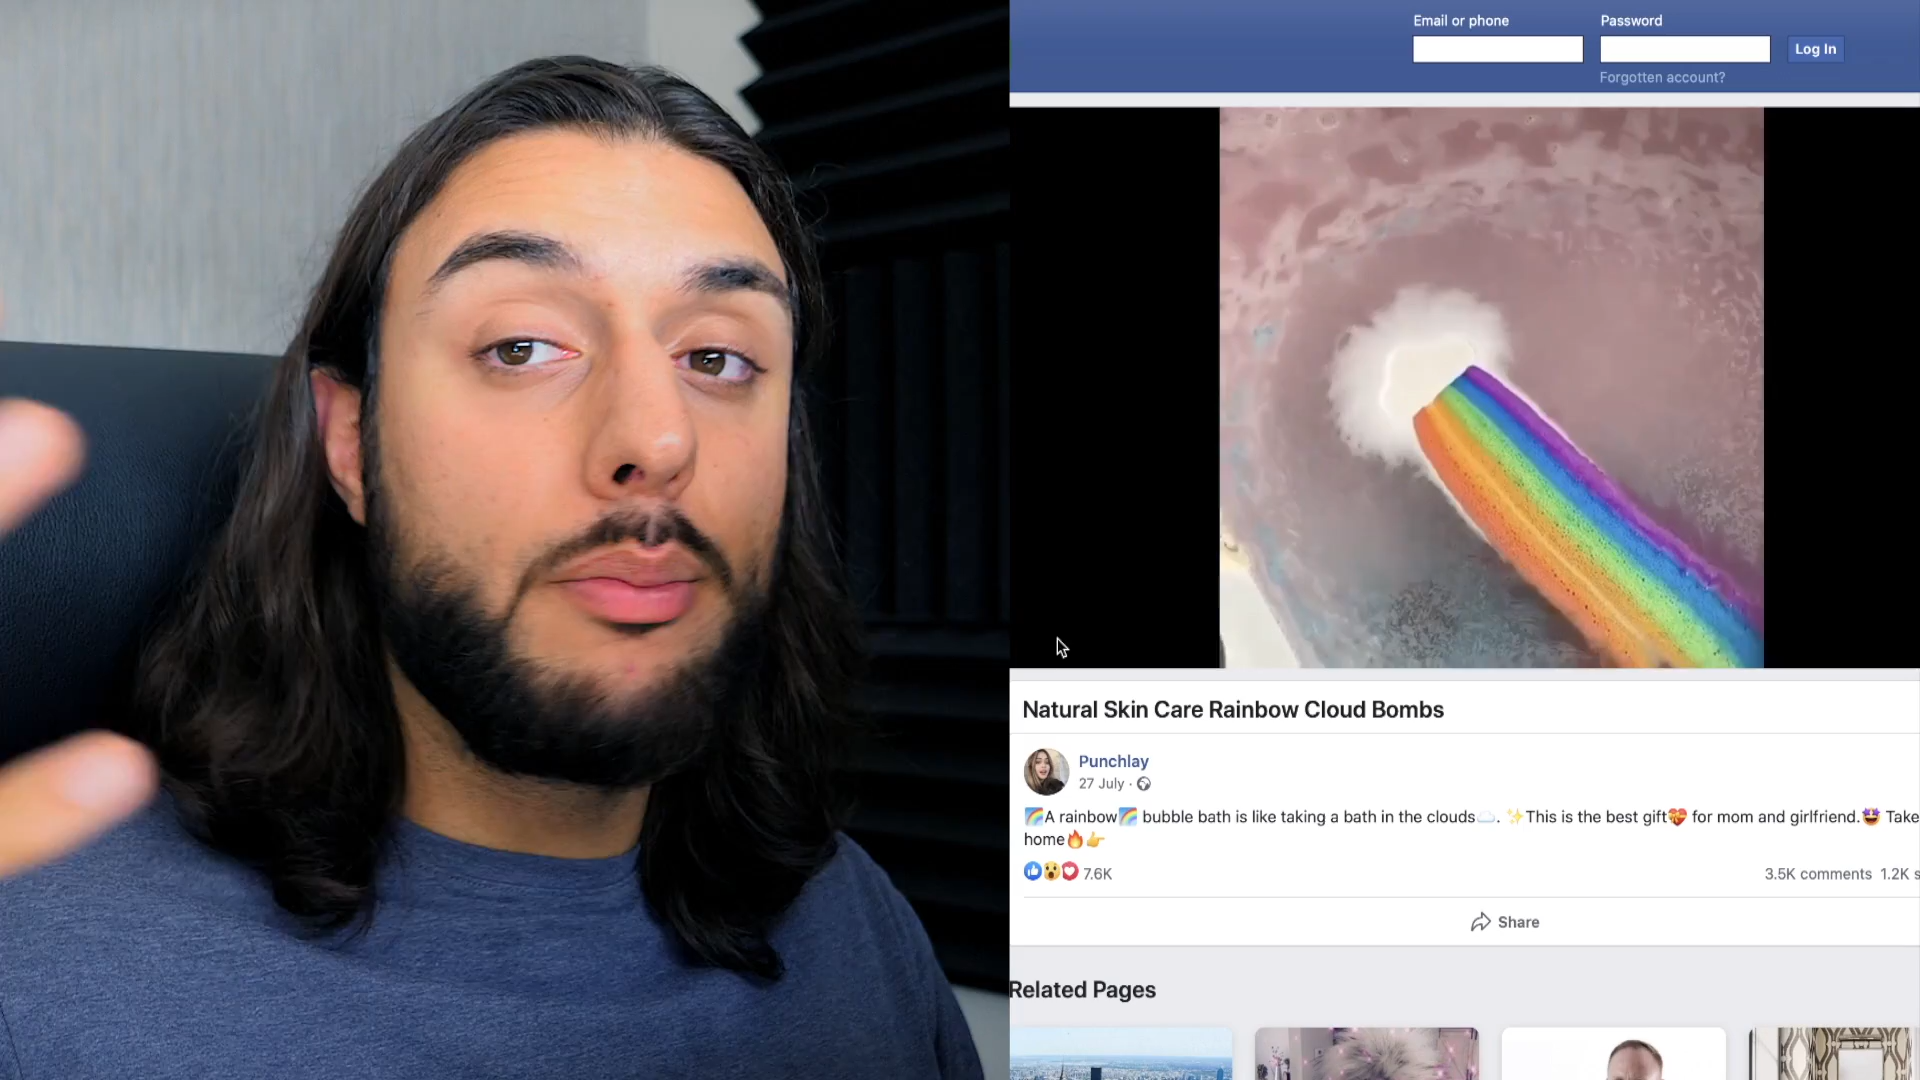 Email or phone Password
Log In
Forgotten account?
Natural Skin Care Rainbow Cloud Bombs
Punchlay
27 July ·
🌈A rainbow🌈 bubble bath is like taking a bath in the clouds☁️. ✨This is the best gift💝 for mom and girlfriend.🤩 Take
home🔥👉
7.6K
3.5K comments 1.2K s
Share
Related Pages